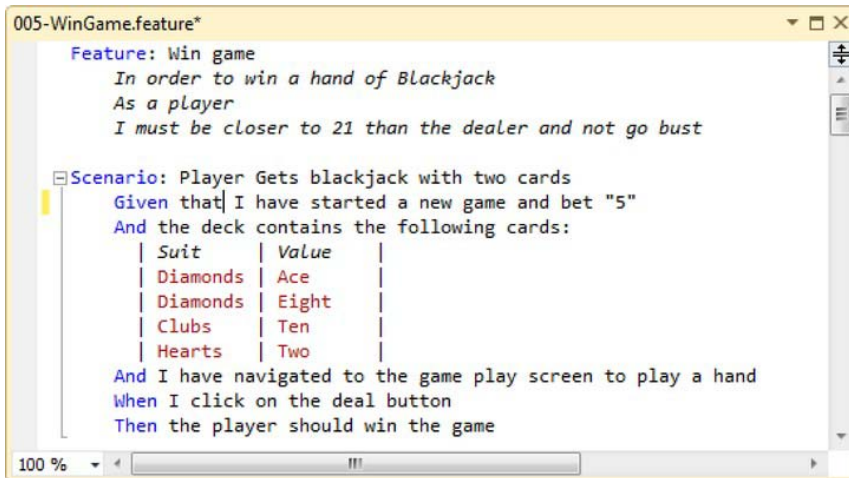 005-WinGame.feature*
Feature: Win game
In order to win a hand of Blackjack
As a player
I must be closer to 21 than the dealer and not go bust
Scenario: Player Gets blackjack with two cards
Given that I have started a new game and bet "5"
And the deck contains the following cards:
| Suit | Value |
| Diamonds | Ace |
| Diamonds | Eight |
| Clubs | Ten |
| Hearts | Two |
And I have navigated to the game play screen to play a hand
When I click on the deal button
Then the player should win the game
100 %